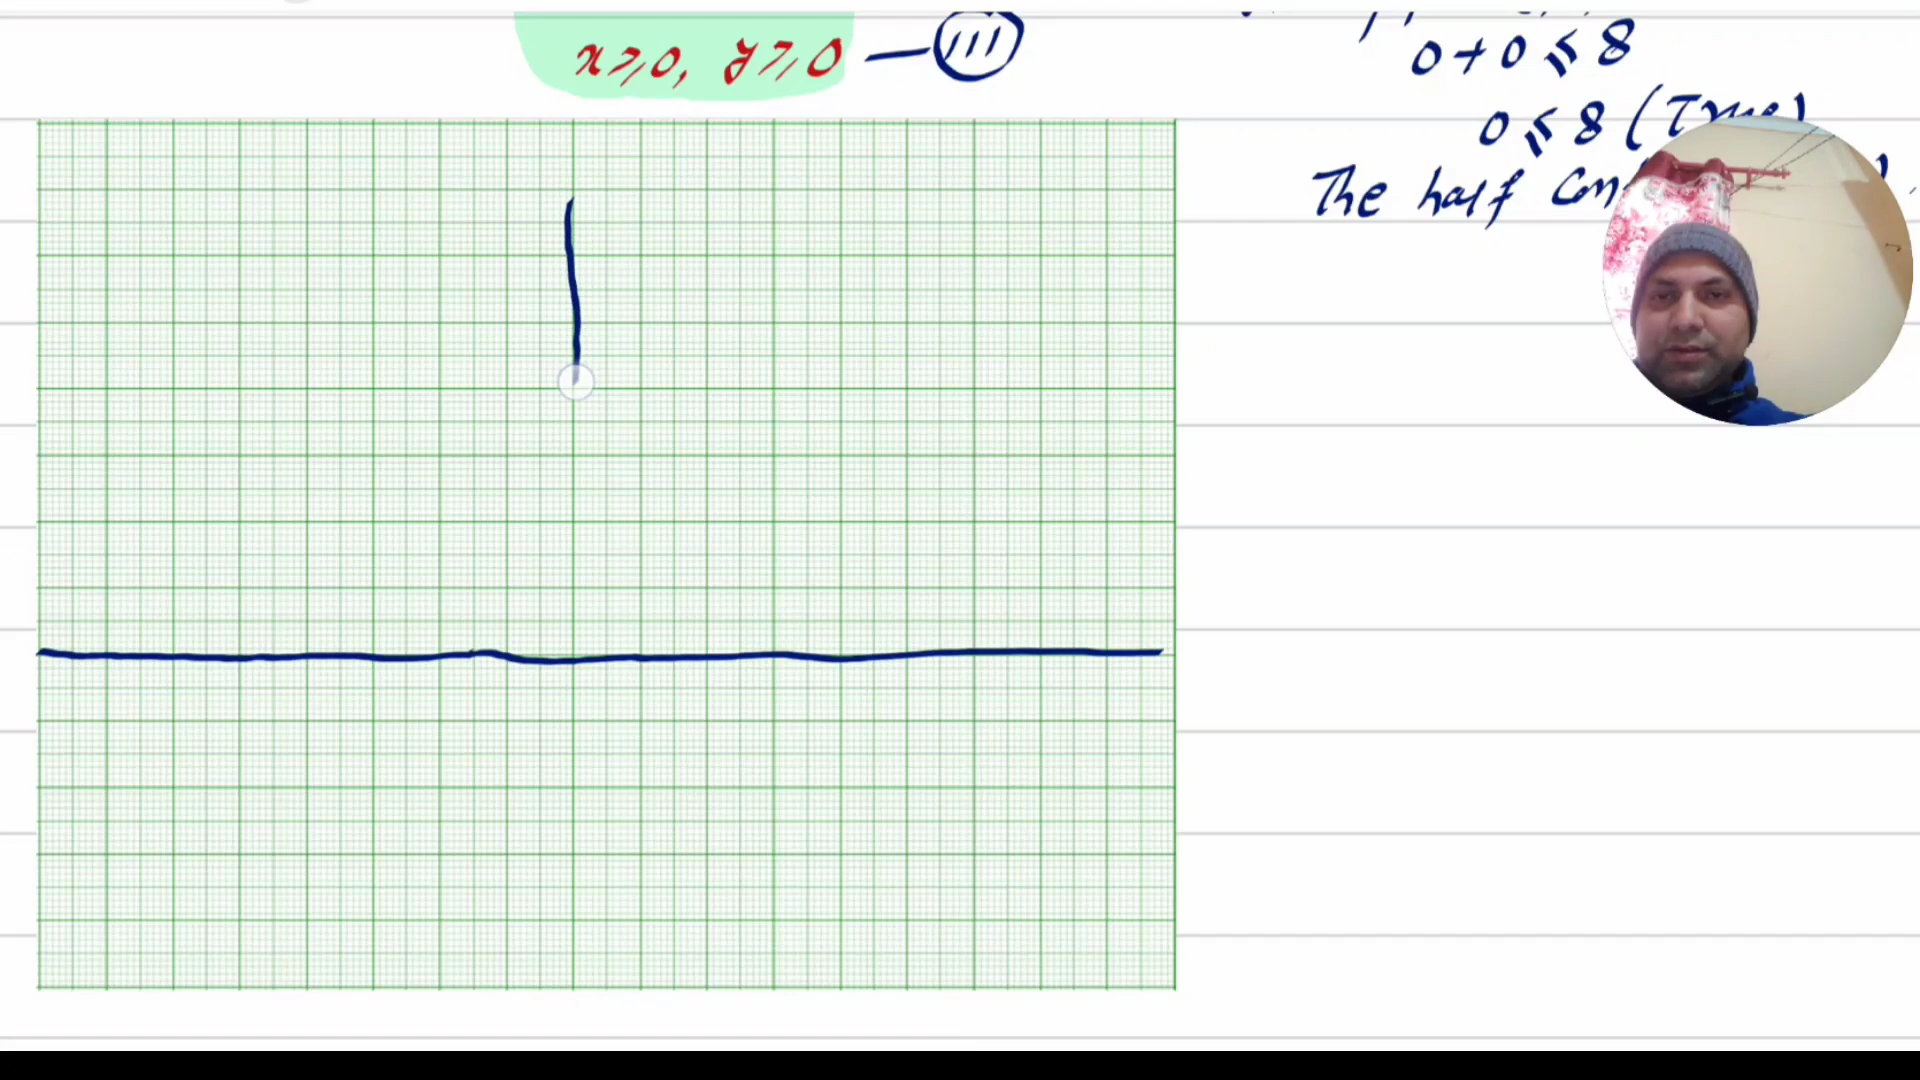 x ⩾ 0, y ⩾ 0 — (III)
0 + 0 ⩽ 8
0 ⩽ 8 (True)
The half